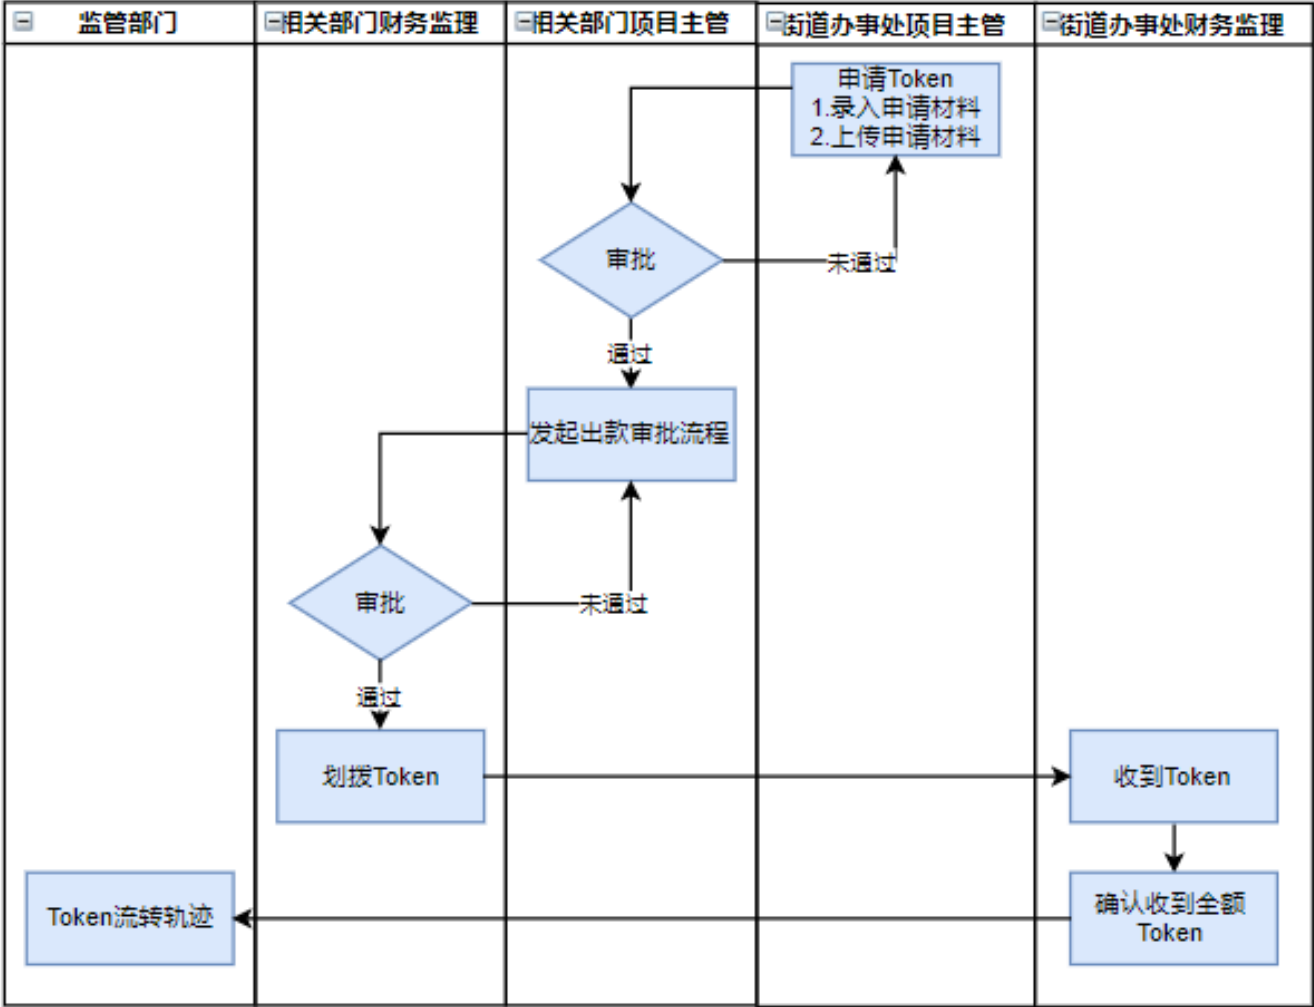 监管部门
相关部门财务监理
相关部门项目主管
街道办事处项目主管
街道办事处财务监理
申请Token
1.录入申请材料
2.上传申请材料
审批
未通过
通过
发起出款审批流程
审批
未通过
通过
划拨Token
收到Token
Token流转轨迹
确认收到全额
Token